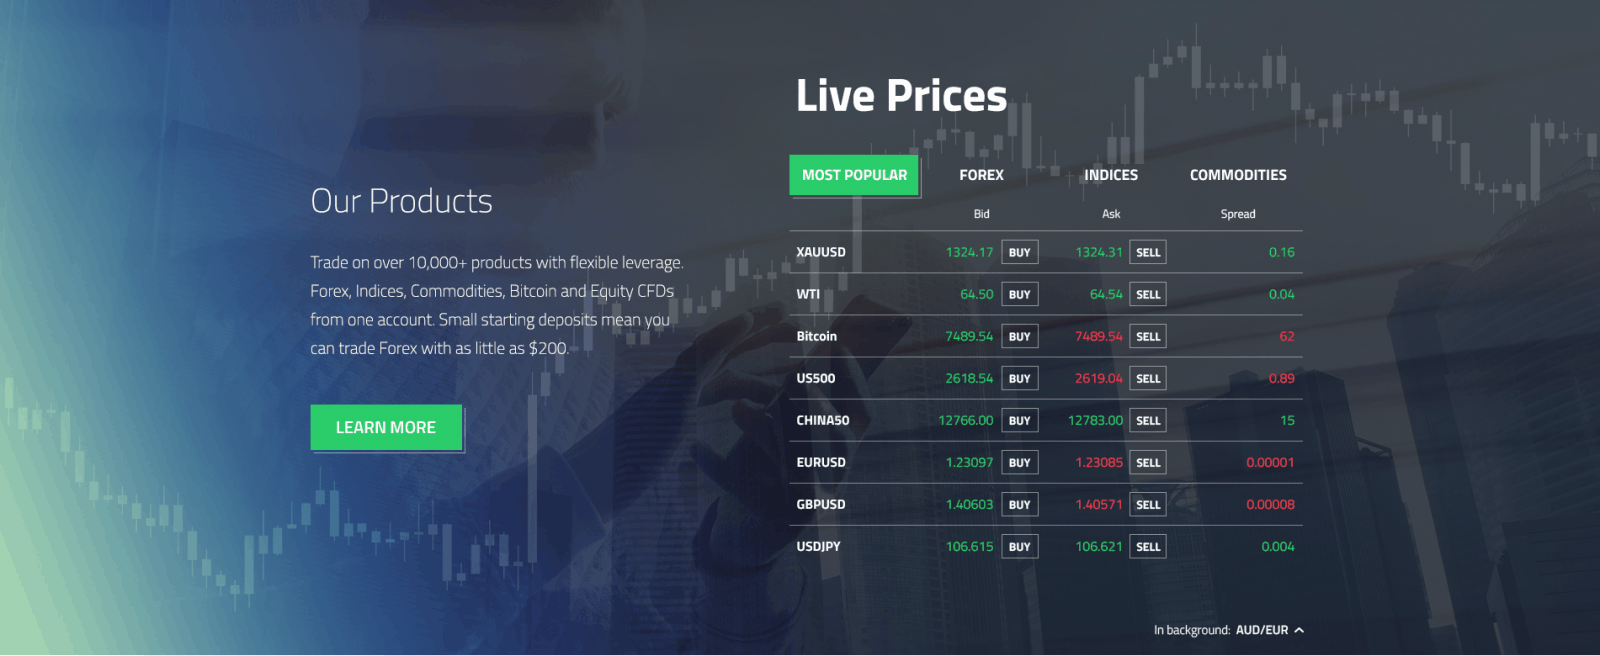 Our Products
Trade on over 10,000+ products with flexible leverage.
Forex, Indices, Commodities, Bitcoin and Equity CFDs
from one account. Small starting deposits mean you
can trade Forex with as little as $200.
LEARN MORE
Live Prices
MOST POPULAR FOREX INDICES COMMODITIES
Bid Ask Spread
XAUUSD 1324.17 BUY 1324.31 SELL 0.16
WTI 64.50 BUY 64.54 SELL 0.04
Bitcoin 7489.54 BUY 7489.54 SELL 62
US500 2618.54 BUY 2619.04 SELL 0.89
CHINA50 12766.00 BUY 12783.00 SELL 15
EURUSD 1.23097 BUY 1.23085 SELL 0.00001
GBPUSD 1.40603 BUY 1.40571 SELL 0.00008
USDJPY 106.615 BUY 106.621 SELL 0.004
In background: AUD/EUR